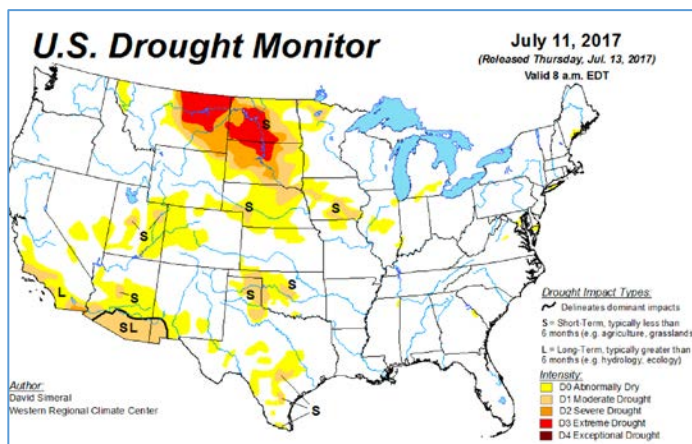 U.S. Drought Monitor
July 11, 2017
(Released Thursday, Jul. 13, 2017)
Valid 8 a.m. EDT
S
S
S
S
S
L
S
S
S L
S
Drought Impact Types:
Delineates dominant impacts
S = Short-Term, typically less than
6 months (e.g. agriculture, grasslands
L = Long-Term, typically greater than
6 months (e.g. hydrology, ecology)
Intensity:
D0 Abnormally Dry
D1 Moderate Drought
D2 Severe Drought
D3 Extreme Drought
D4 Exceptional Drought
Author:
David Simeral
Western Regional Climate Center